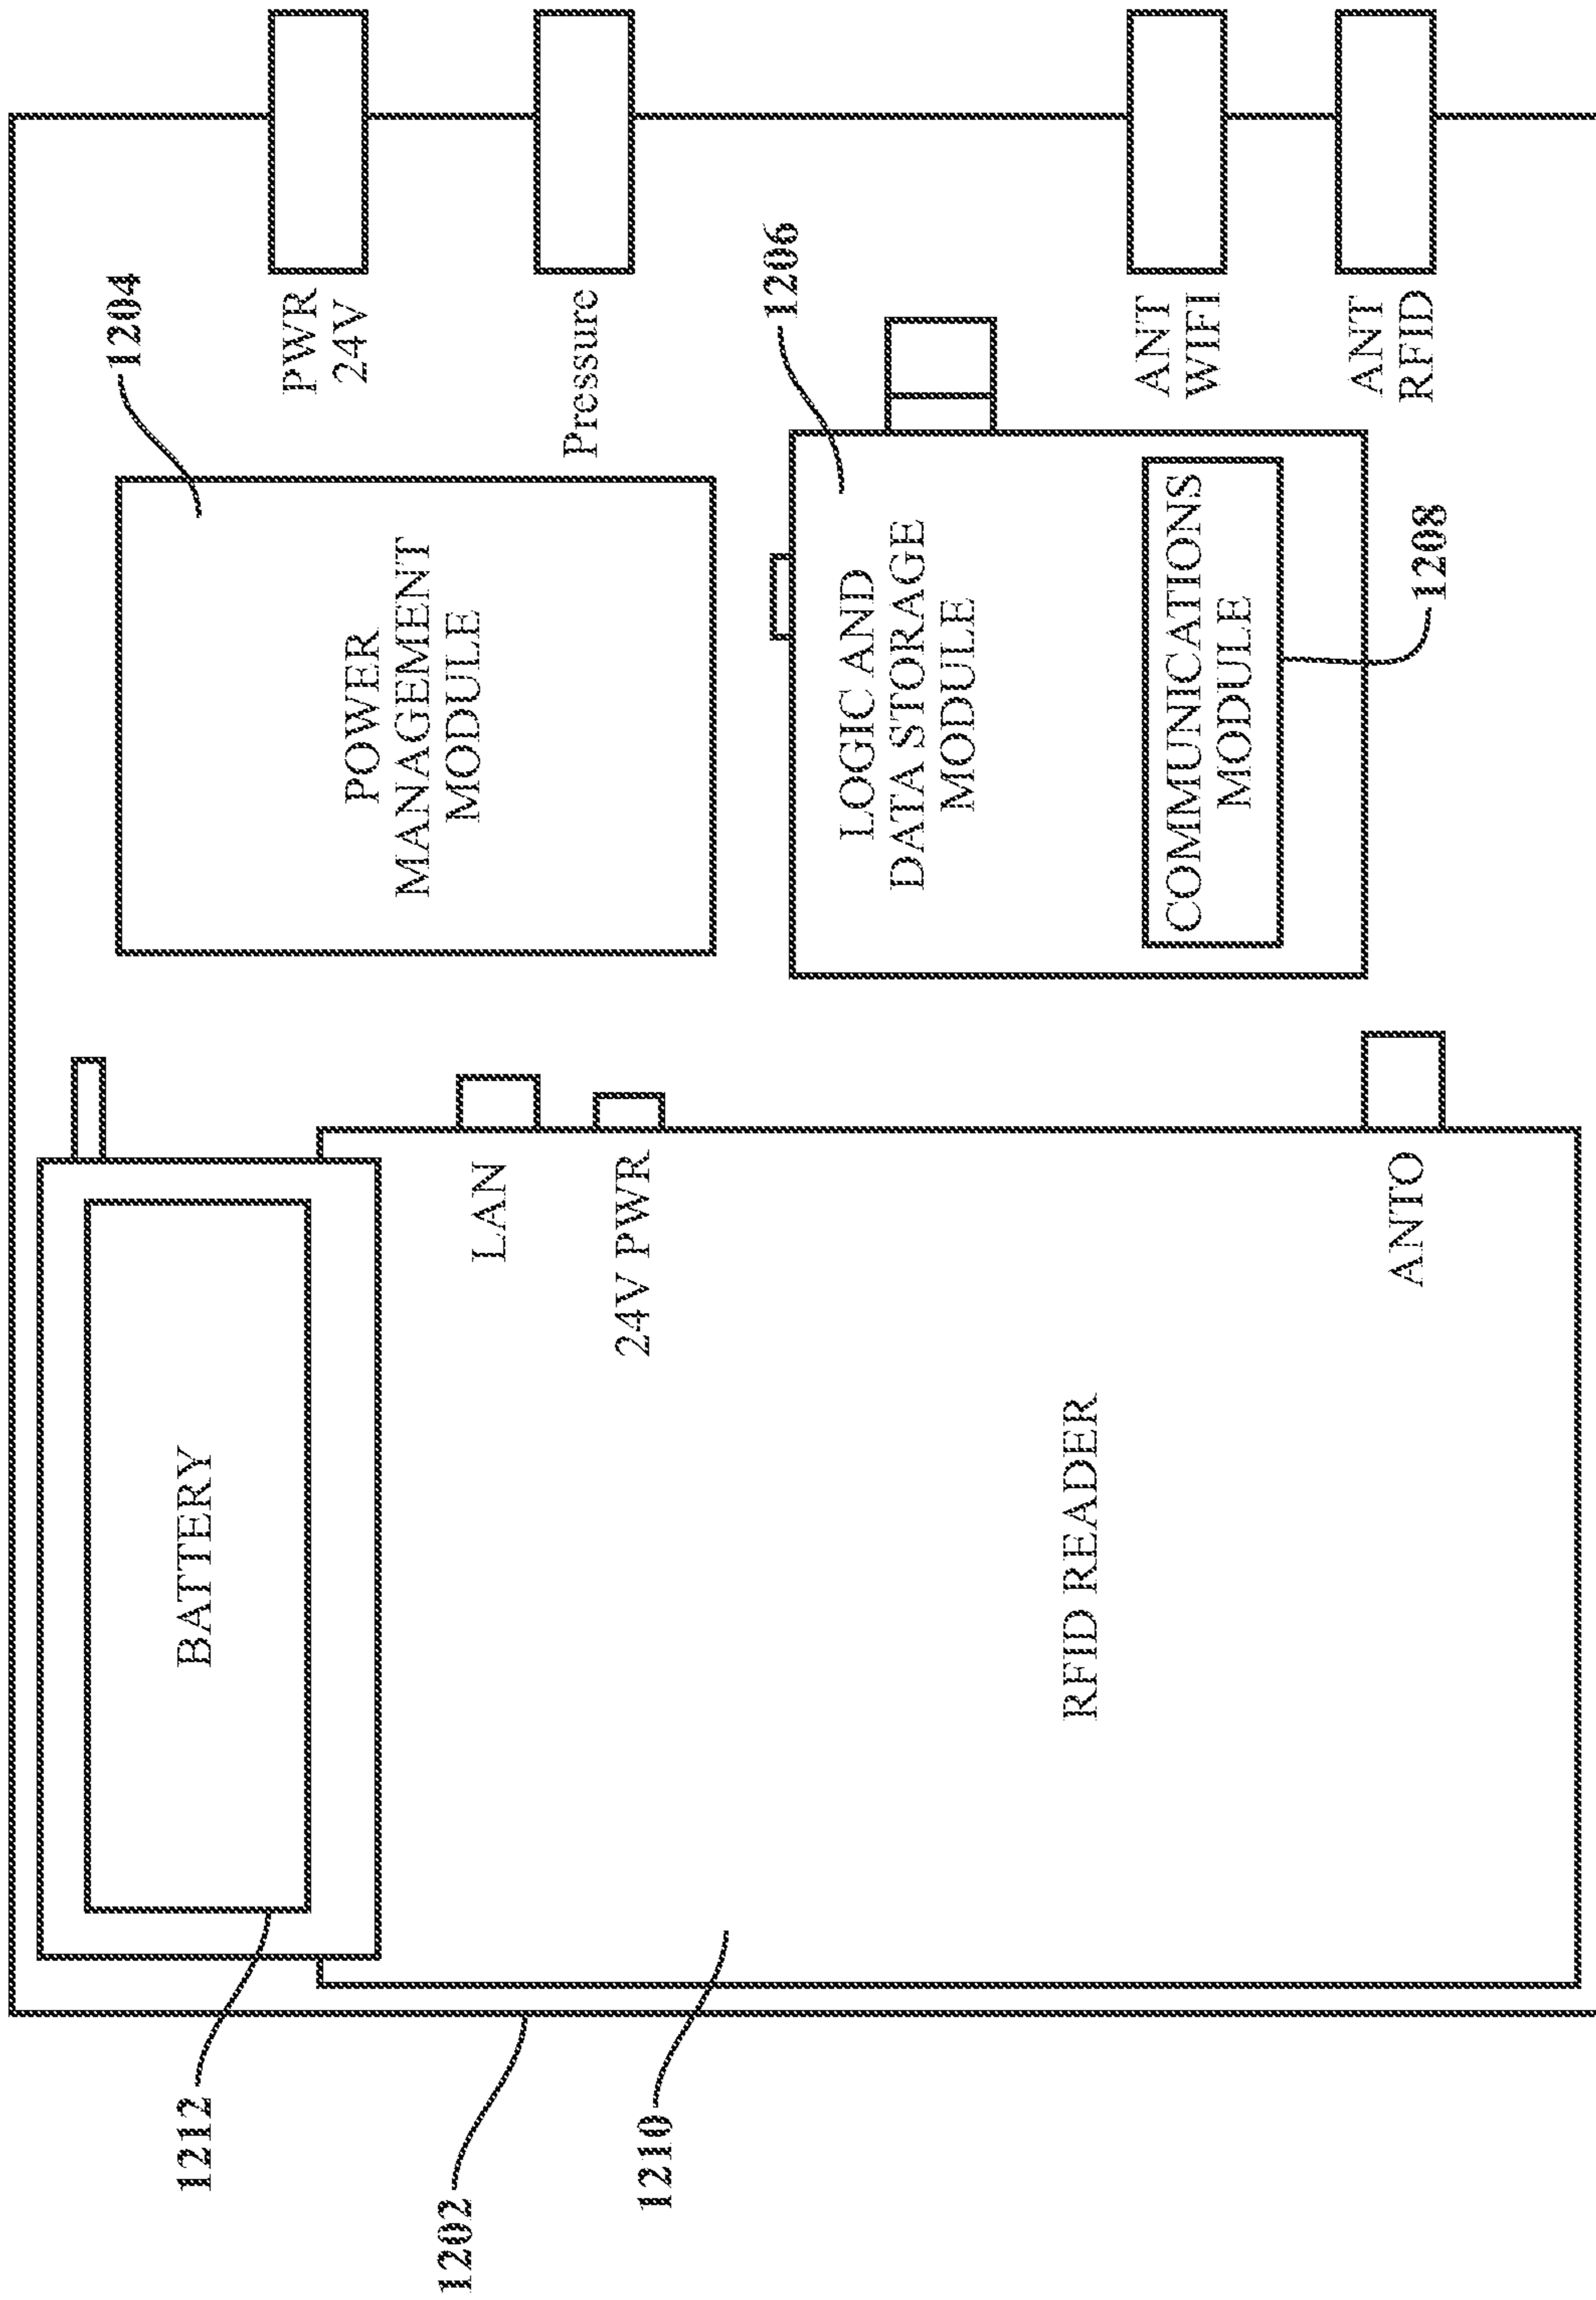 1204
1212
BATTERY
PWR
24V
POWER
MANAGEMENT
MODULE
1202
LAN
Pressure
24V PWR
1210
1206
LOGIC AND
DATA STORAGE
MODULE
RFID READER
COMMUNICATIONS
MODULE
ANT
WIFI
ANT
RFID
ANTO
1208